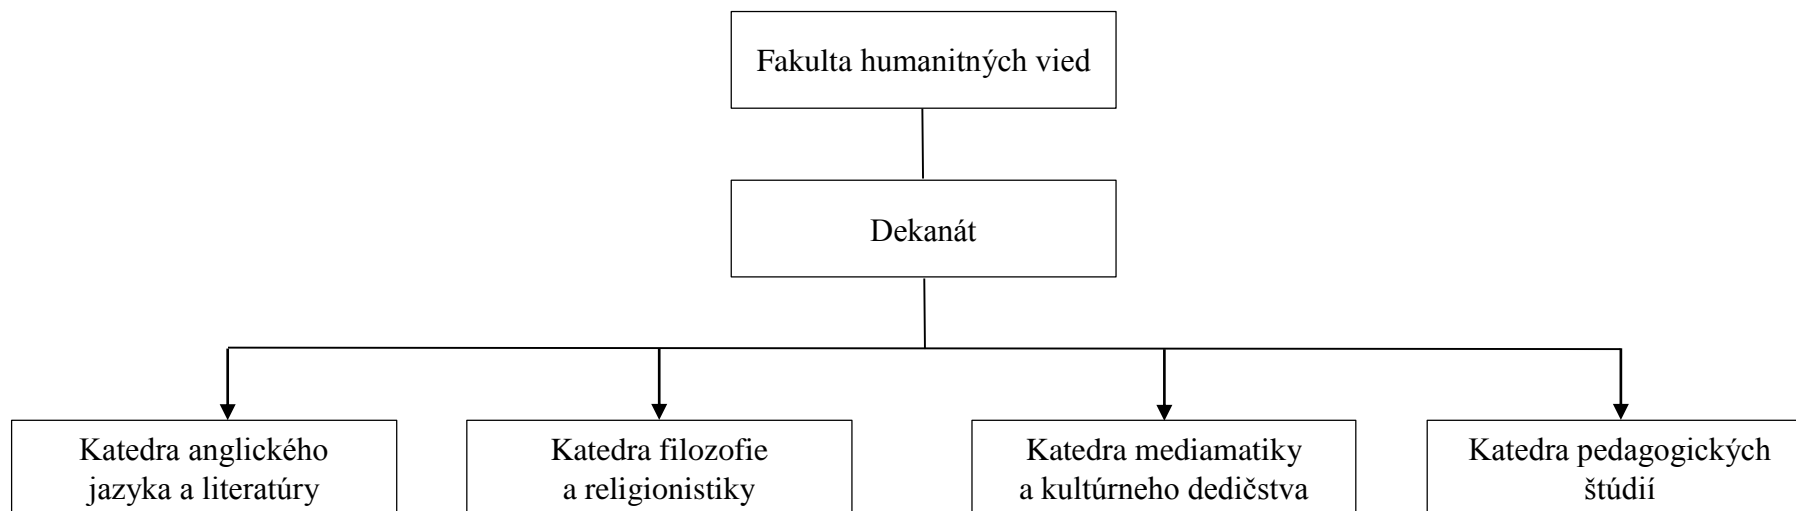 Fakulta humanitných vied
Dekanát
Katedra anglického
jazyka a literatúry
Katedra filozofie
a religionistiky
Katedra mediamatiky
a kultúrneho dedičstva
Katedra pedagogických
štúdií